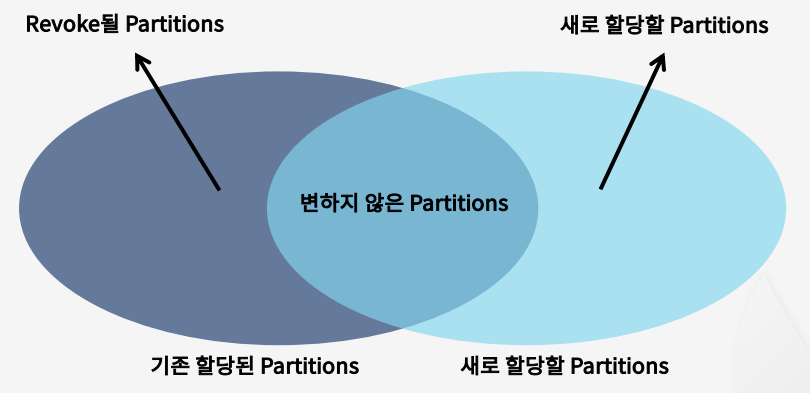 Revoke될 Partitions
새로 할당할 Partitions
변하지 않은 Partitions
기존 할당된 Partitions
새로 할당할 Partitions